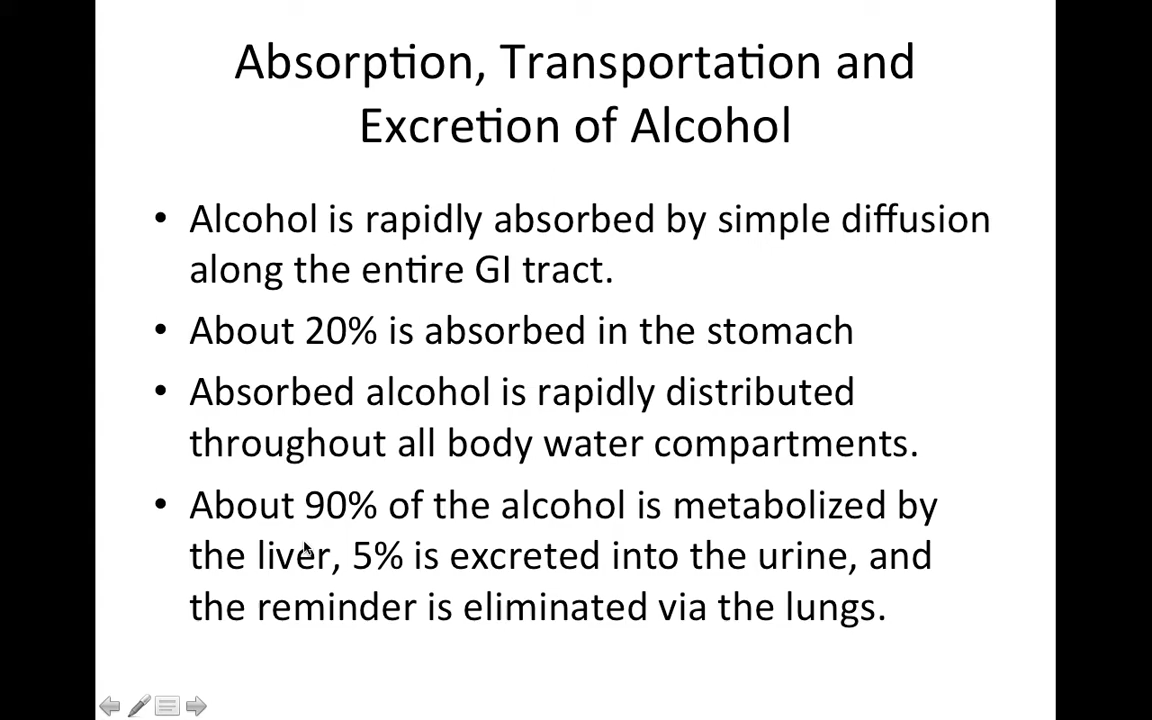 Absorption, Transportation and
Excretion of Alcohol
• Alcohol is rapidly absorbed by simple diffusion
along the entire GI tract.
• About 20% is absorbed in the stomach
• Absorbed alcohol is rapidly distributed
throughout all body water compartments.
• About 90% of the alcohol is metabolized by
the liver, 5% is excreted into the urine, and
the reminder is eliminated via the lungs.